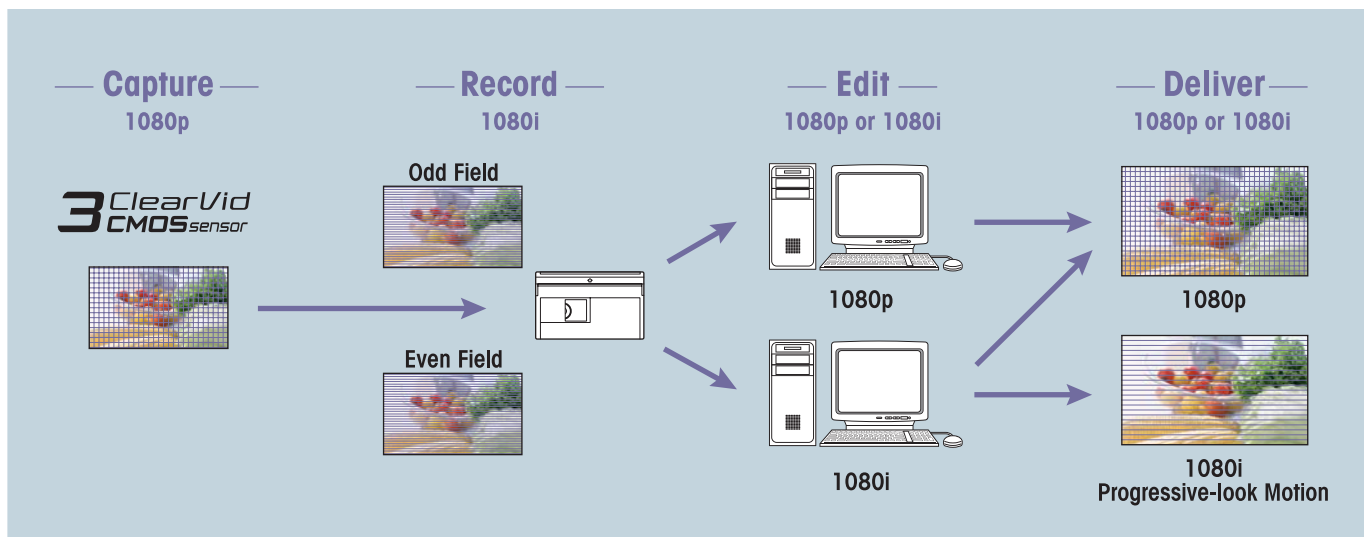 Capture
1080p
Record
1080i
Edit
1080p or 1080i
Deliver
1080p or 1080i
3 ClearVid
CMOS sensor
Odd Field
Even Field
1080p
1080i
1080p
1080i
Progressive-look Motion